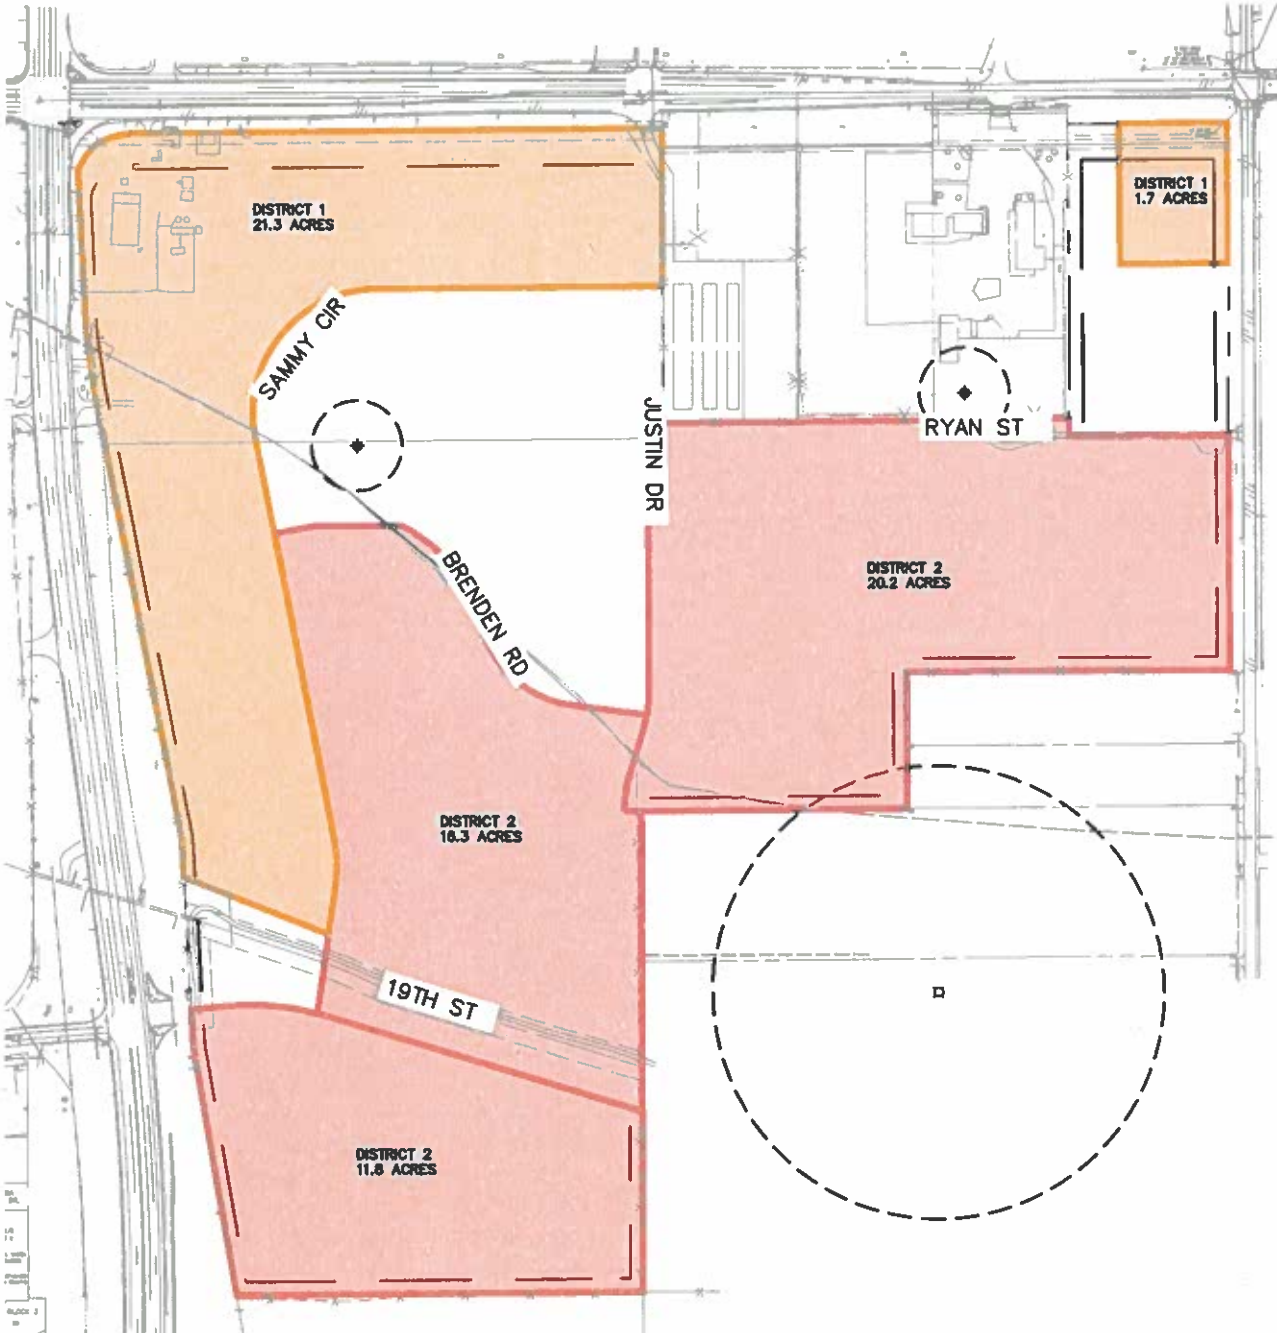 DISTRICT 1
21.3 ACRES
DISTRICT 1
1.7 ACRES
SAMMY CIR
JUSTIN DR
RYAN ST
BRENDEN RD
DISTRICT 2
20.2 ACRES
DISTRICT 2
18.3 ACRES
19TH ST
DISTRICT 2
11.8 ACRES